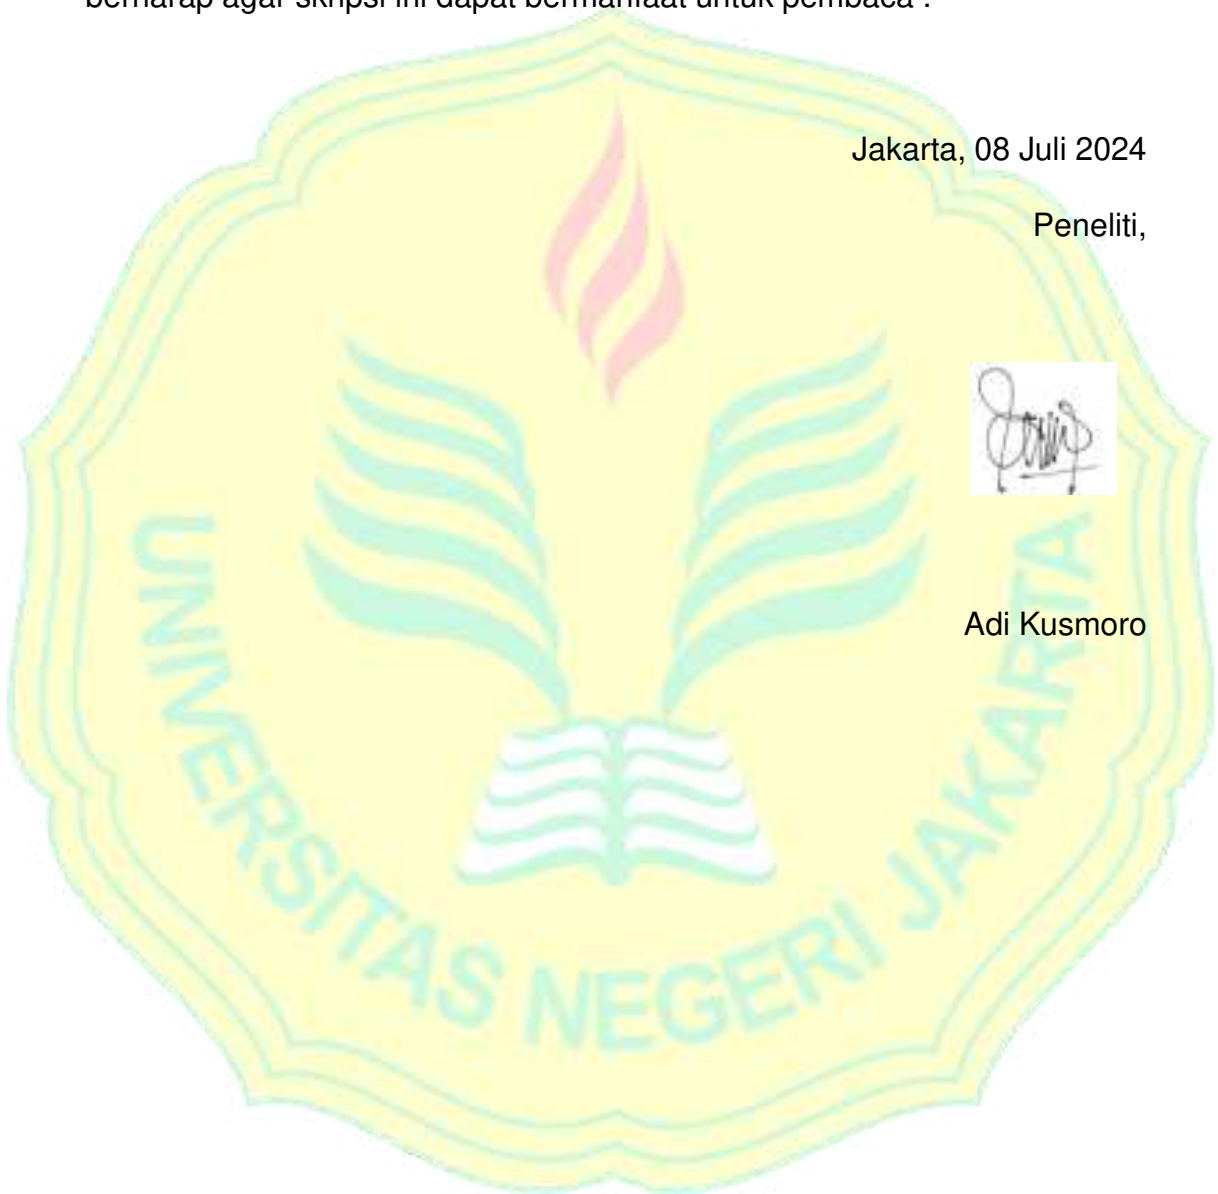 berharap agar skripsi ini dapat bermanfaat untuk pembaca .
Jakarta, 08 Juli 2024
Peneliti,
Adi Kusmoro
UNIVERSITAS NEGERI JAKARTA